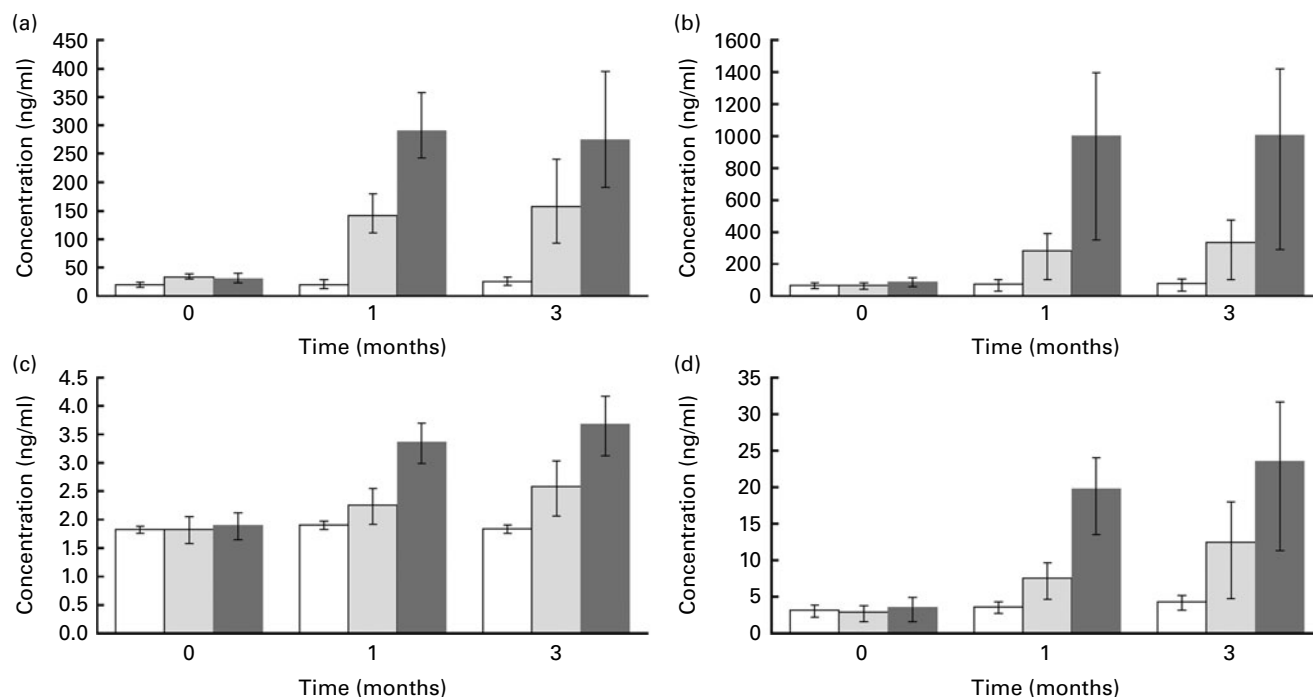 (a)
450
400
350
300
250
200
150
100
50
0
Concentration (ng/ml)
0 1 3
Time (months)
(b)
1600
1400
1200
1000
800
600
400
200
0
Concentration (ng/ml)
0 1 3
Time (months)
(c)
4.5
4.0
3.5
3.0
2.5
2.0
1.5
1.0
0.5
0.0
Concentration (ng/ml)
0 1 3
Time (months)
(d)
35
30
25
20
15
10
5
0
Concentration (ng/ml)
0 1 3
Time (months)